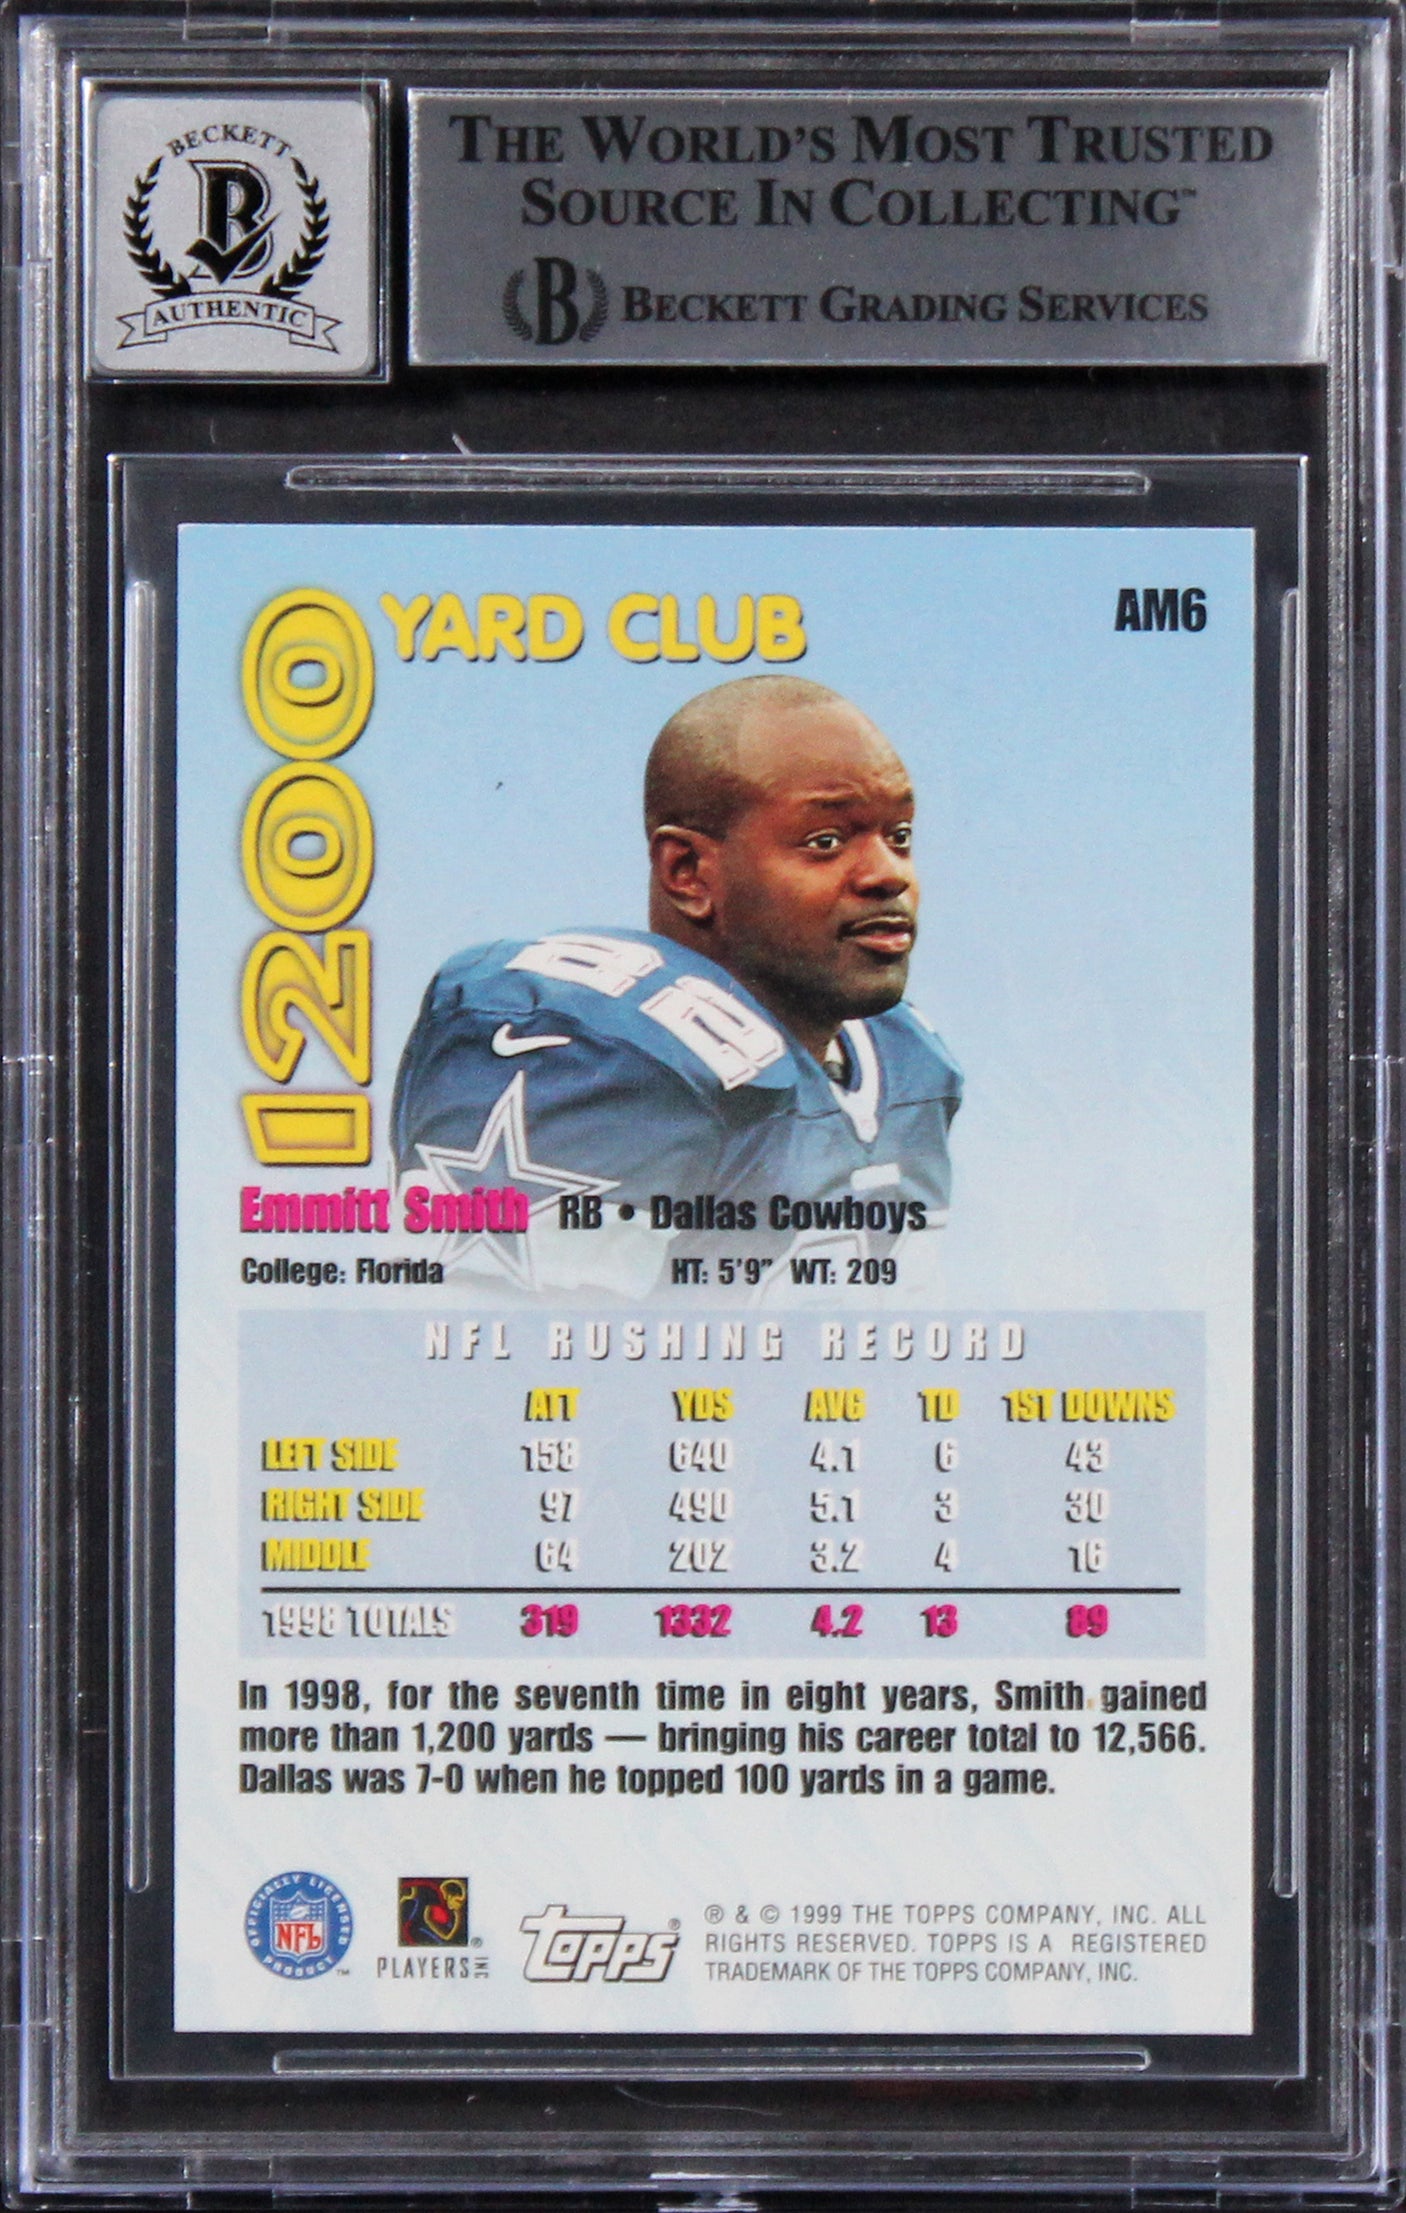 BECKETT
B
AUTHENTIC
THE WORLD'S MOST TRUSTED
SOURCE IN COLLECTING™
B BECKETT GRADING SERVICES
1200 YARD CLUB
AM6
22
Emmitt Smith RB • Dallas Cowboys
College: Florida HT: 5'9" WT: 209
NFL RUSHING RECORD
ATT YDS AVG TD 1ST DOWNS
LEFT SIDE 158 640 4.1 6 43
RIGHT SIDE 97 490 5.1 3 30
MIDDLE 64 202 3.2 4 16
1998 TOTALS 319 1332 4.2 13 89
In 1998, for the seventh time in eight years, Smith gained
more than 1,200 yards — bringing his career total to 12,566.
Dallas was 7-0 when he topped 100 yards in a game.
OFFICIALLY LICENSED
NFL
PRODUCT ™
PLAYERS INC ®
Topps ®
® & © 1999 THE TOPPS COMPANY, INC. ALL
RIGHTS RESERVED. TOPPS IS A REGISTERED
TRADEMARK OF THE TOPPS COMPANY, INC.